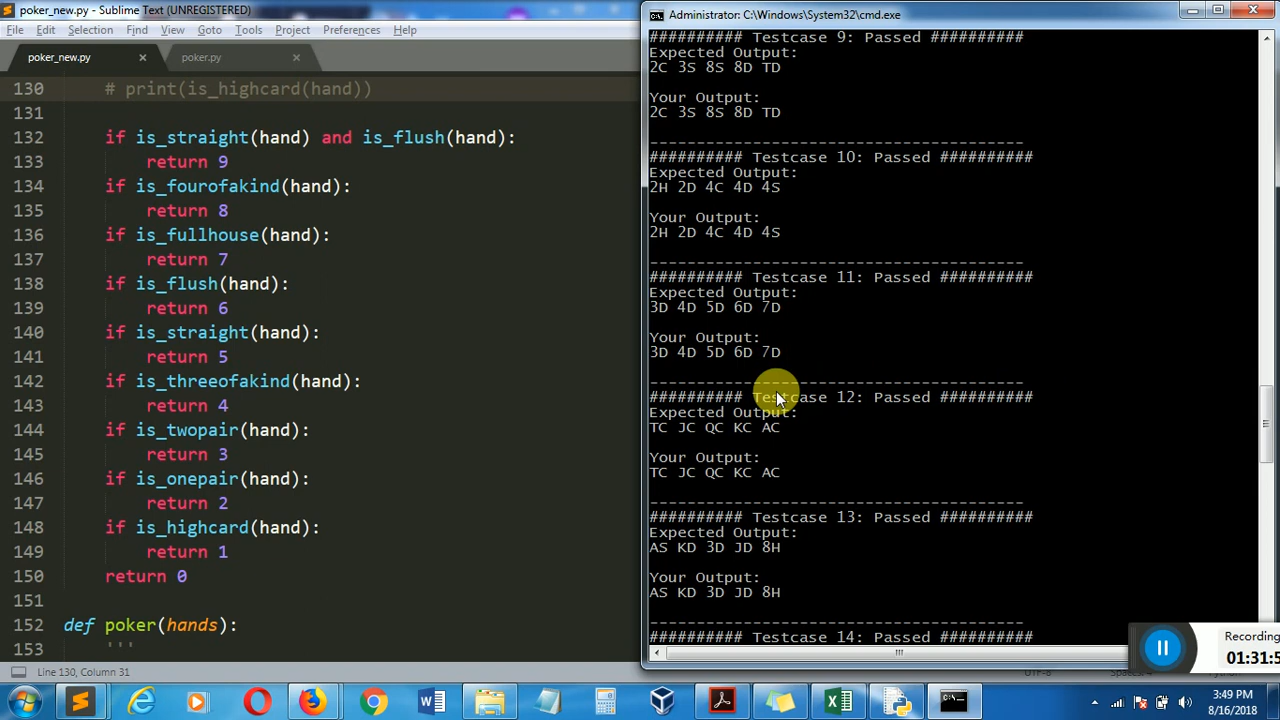 poker_new.py - Sublime Text (UNREGISTERED)
File Edit Selection Find View Goto Tools Project Preferences Help
poker_new.py × poker.py ×
130 # print(is_highcard(hand))
131
132 if is_straight(hand) and is_flush(hand):
133 return 9
134 if is_fourofakind(hand):
135 return 8
136 if is_fullhouse(hand):
137 return 7
138 if is_flush(hand):
139 return 6
140 if is_straight(hand):
141 return 5
142 if is_threeofakind(hand):
143 return 4
144 if is_twopair(hand):
145 return 3
146 if is_onepair(hand):
147 return 2
148 if is_highcard(hand):
149 return 1
150 return 0
151
152 def poker(hands):
153 '''
Line 130, Column 31
Administrator: C:\Windows\System32\cmd.exe
########## Testcase 9: Passed ##########
Expected Output:
2C 3S 8S 8D TD
Your Output:
2C 3S 8S 8D TD
----------------------------------------
########## Testcase 10: Passed ##########
Expected Output:
2H 2D 4C 4D 4S
Your Output:
2H 2D 4C 4D 4S
----------------------------------------
########## Testcase 11: Passed ##########
Expected Output:
3D 4D 5D 6D 7D
Your Output:
3D 4D 5D 6D 7D
----------------------------------------
########## Testcase 12: Passed ##########
Expected Output:
TC JC QC KC AC
Your Output:
TC JC QC KC AC
----------------------------------------
########## Testcase 13: Passed ##########
Expected Output:
AS KD 3D JD 8H
Your Output:
AS KD 3D JD 8H
----------------------------------------
########## Testcase 14: Passed ##########
Recording
01:31:5
3:49 PM
8/16/2018